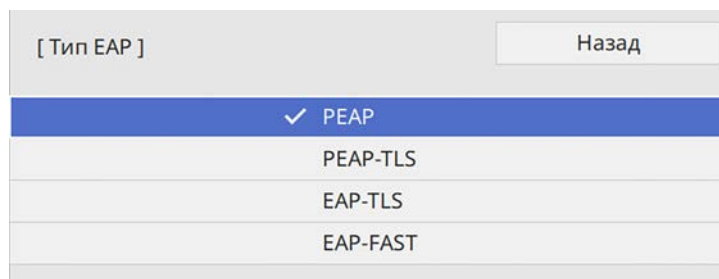 [ Тип EAP ]
Назад
✓ PEAP
PEAP-TLS
EAP-TLS
EAP-FAST